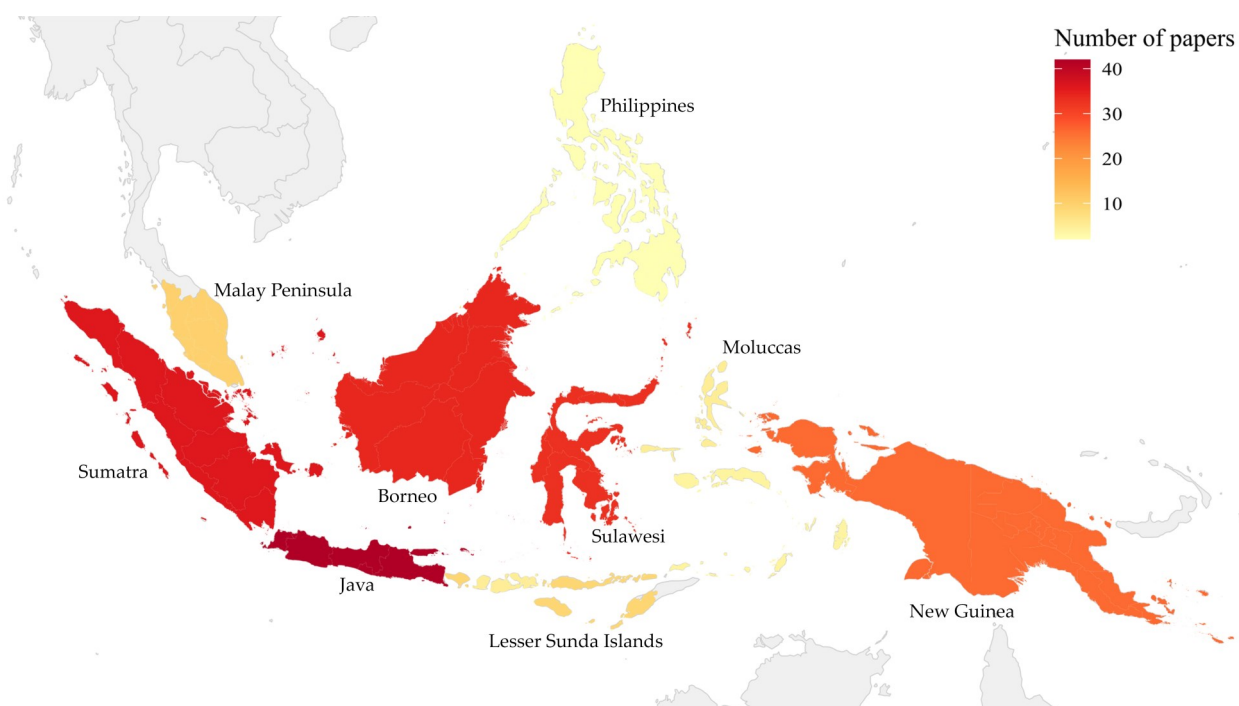 Number of papers
40
30
20
10
Philippines
Malay Peninsula
Moluccas
Sumatra
Borneo
Sulawesi
Java
New Guinea
Lesser Sunda Islands